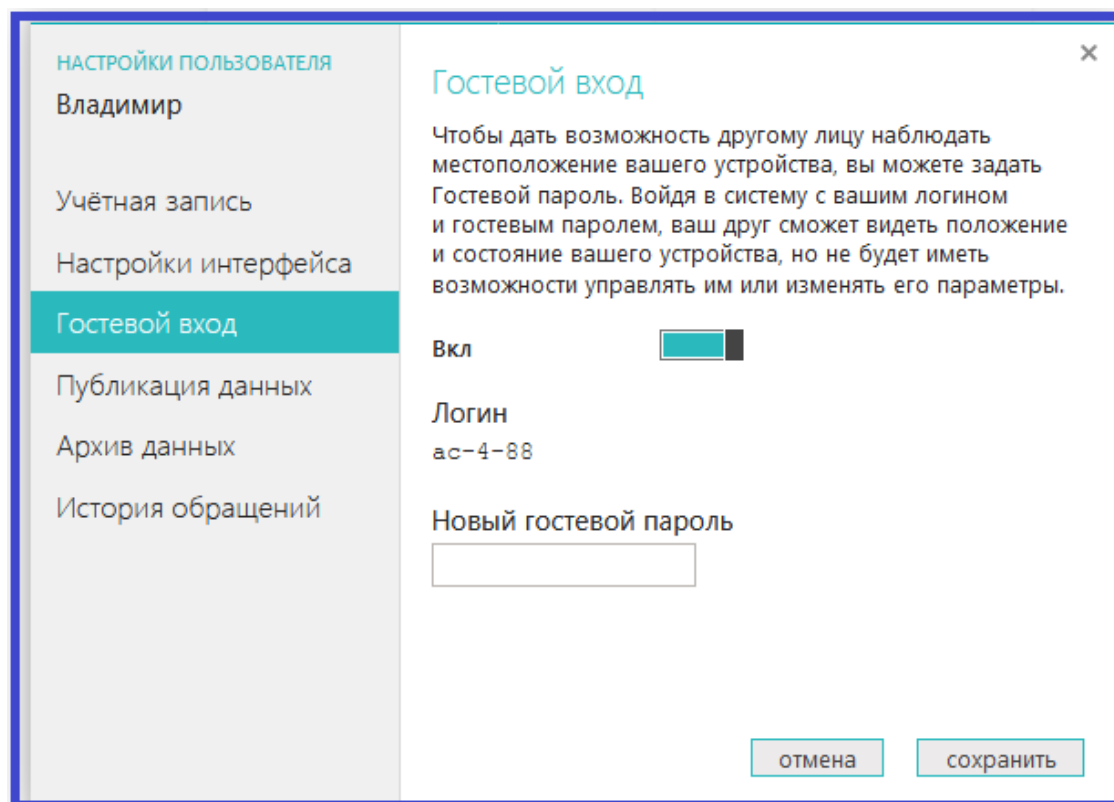 НАСТРОЙКИ ПОЛЬЗОВАТЕЛЯ
Владимир
Учётная запись
Настройки интерфейса
Гостевой вход
Публикация данных
Архив данных
История обращений
Гостевой вход
Чтобы дать возможность другому лицу наблюдать
местоположение вашего устройства, вы можете задать
Гостевой пароль. Войдя в систему с вашим логином
и гостевым паролем, ваш друг сможет видеть положение
и состояние вашего устройства, но не будет иметь
возможности управлять им или изменять его параметры.
Вкл
Логин
ac-4-88
Новый гостевой пароль
отмена
сохранить